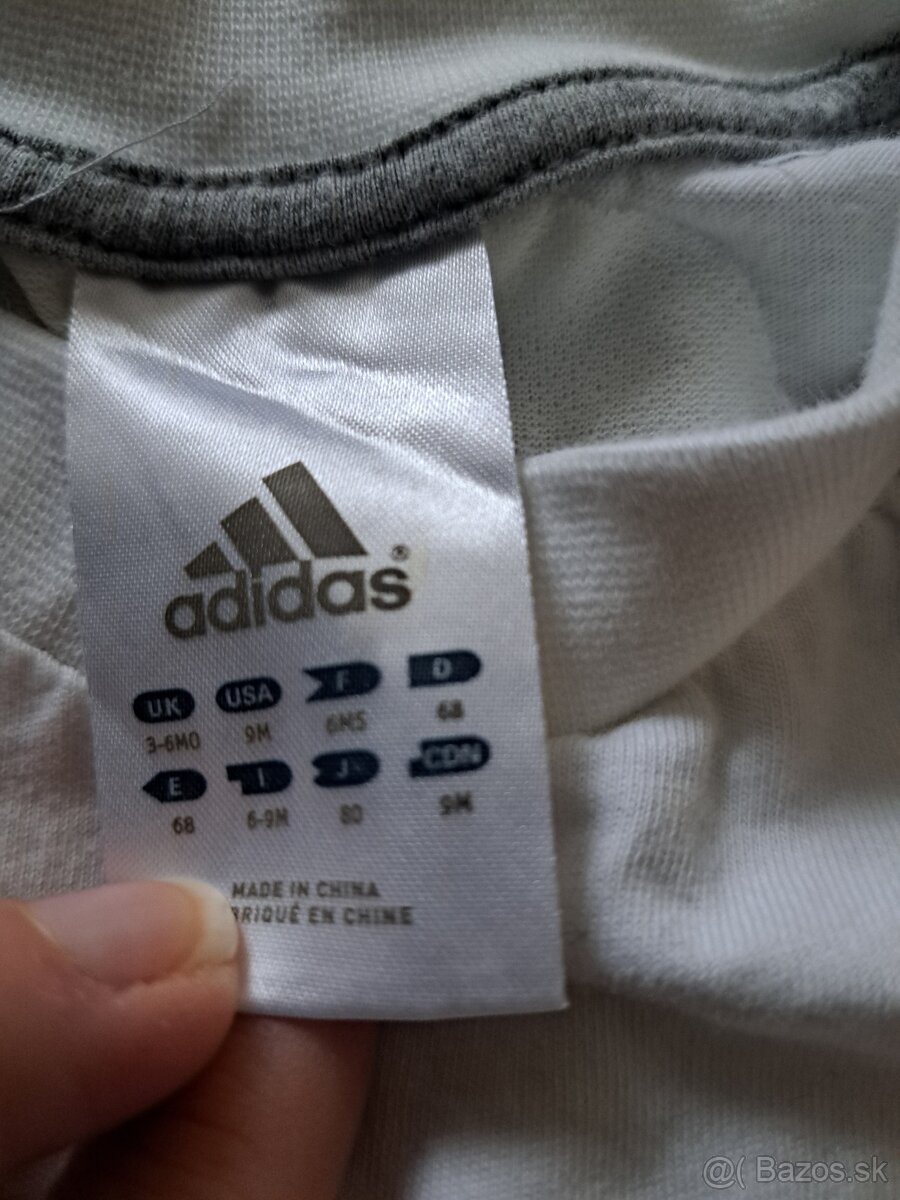 adidas®
UK USA F D
3-6MO 9M 6MS 68
E I J CDN
68 6-9M 80 9M
MADE IN CHINA
BRIQUÉ EN CHINE
@( Bazos.sk